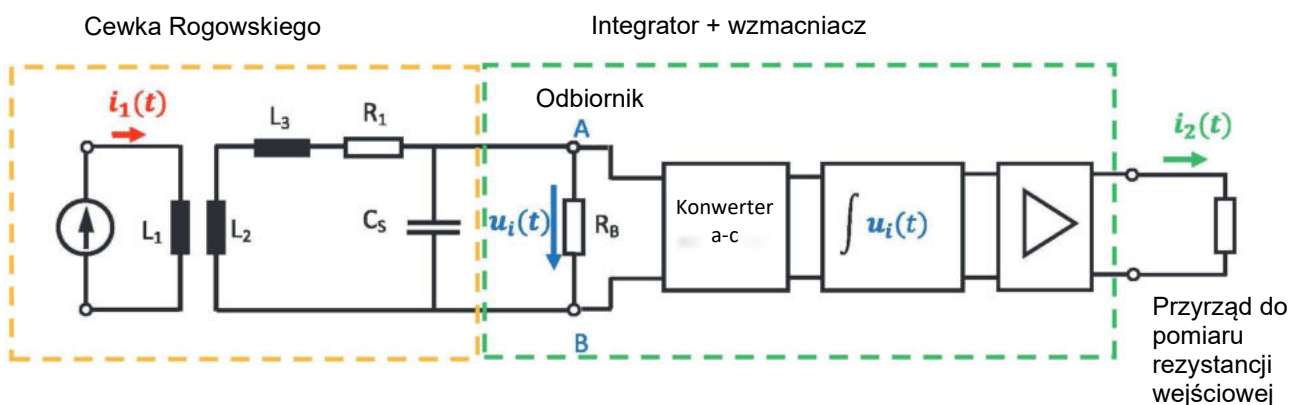 Cewka Rogowskiego
Integrator + wzmacniacz
i₁(t)
L₃
R₁
Odbiornik
A
i₂(t)
L₁
L₂
Cₛ
uᵢ(t)
R_B
Konwerter
a-c
∫ uᵢ(t)
B
Przyrząd do
pomiaru
rezystancji
wejściowej